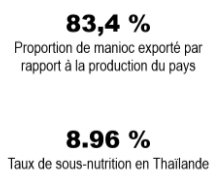 83,4 %
Proportion de manioc exporté par
rapport à la production du pays
8.96 %
Taux de sous-nutrition en Thaïlande